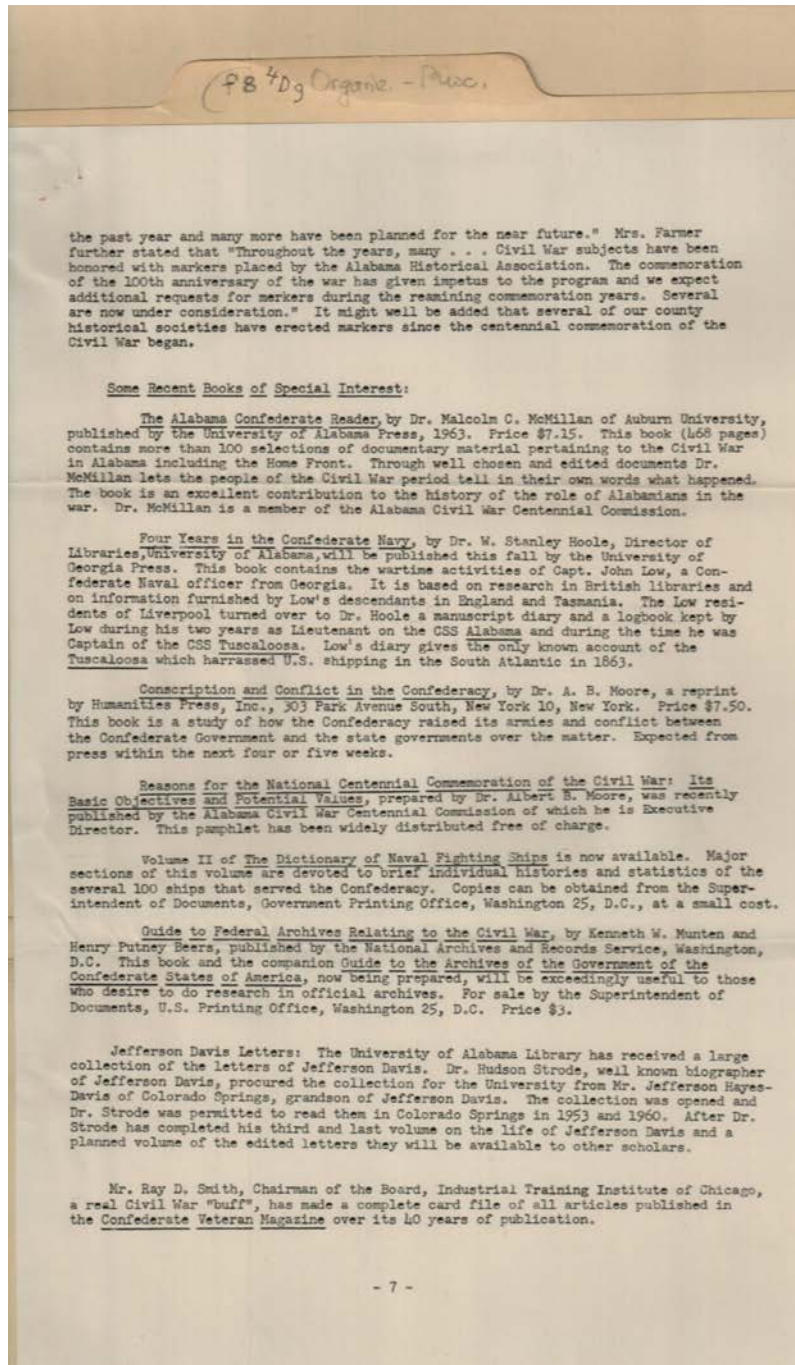 (PB 4Dg Organiz. -
the past year and many more have been planned for the near future." Mrs. Farmer
further stated that "Throughout the years, many . . . Civil War subjects have been
honored with markers placed by the Alabama Historical Association. The commemoration
of the 100th anniversary of the war has given impetus to the program and we expect
additional requests for merkers during the reamining commemoration years. Several
are now under consideration." It might well be added that several of our county
historical societies have erected markers since the centennial commemoration of the
Civil War began.
Some Recent Books of Special Interest:
The Alabama Confederate Reader, by Dr. Malcolm C. McMillan of Auburn University,
published by the University of Alabama Press, 1963. Price $7.15. This book (468 pages)
contains more than 100 selections of documentary material pertaining to the Civil War
in Alabama including the Home Front. Through well chosen and edited documents Dr.
McMillan lets the people of the Civil War period tell in their own words what happened.
The book is an excellent contribution to the history of the role of Alabamians in the
war. Dr. McMillan is a member of the Alabama Civil War Centennial Commission.
Four Years in the Confederate Navy, by Dr. W. Stanley Hoole, Director of
Libraries,University of Alabama,will be published this fall by the University of
Georgia Press. This book contains the wartime activities of Capt. John Low, a Con-
federate Naval officer from Georgia. It is based on research in British libraries and
on information furnished by Low's descendants in England and Tasmania. The Low resi-
dents of Liverpool turned over to Dr. Hoole a manuscript diary and a logbook kept by
Low during his two years as Lieutenant on the CSS Alabama and during the time he was
Captain of the CSS Tuscaloosa. Low's diary gives the only known account of the
Tuscaloosa which harrassed U.S. shipping in the South Atlantic in 1863.
Conscription and Conflict in the Confederacy, by Dr. A. B. Moore, a reprint
by Humanities Press, Inc., 303 Park Avenue South, New York 10, New York. Price $7.50.
This book is a study of how the Confederacy raised its armies and conflict between
the Confederate Government and the state governments over the matter. Expected from
press within the next four or five weeks.
Reasons for the National Centennial Commemoration of the Civil War: Its
Basic Objectives and Potential Values, prepared by Dr. Albert B. Moore, was recently
published by the Alabama Civil War Centennial Commission of which he is Executive
Director. This pamphlet has been widely distributed free of charge.
Volume II of The Dictionary of Naval Fighting Ships is now available. Major
sections of this volume are devoted to brief individual histories and statistics of the
several 100 ships that served the Confederacy. Copies can be obtained from the Super-
intendent of Documents, Government Printing Office, Washington 25, D.C., at a small cost.
Guide to Federal Archives Relating to the Civil War, by Kenneth W. Munten and
Henry Putney Beers, published by the National Archives and Records Service, Washington,
D.C. This book and the companion Guide to the Archives of the Government of the
Confederate States of America, now being prepared, will be exceedingly useful to those
who desire to do research in official archives. For sale by the Superintendent of
Documents, U.S. Printing Office, Washington 25, D.C. Price $3.
Jefferson Davis Letters: The University of Alabama Library has received a large
collection of the letters of Jefferson Davis. Dr. Hudson Strode, well known biographer
of Jefferson Davis, procured the collection for the University from Mr. Jefferson Hayes-
Davis of Colorado Springs, grandson of Jefferson Davis. The collection was opened and
Dr. Strode was permitted to read them in Colorado Springs in 1953 and 1960. After Dr.
Strode has completed his third and last volume on the life of Jefferson Davis and a
planned volume of the edited letters they will be available to other scholars.
Mr. Ray D. Smith, Chairman of the Board, Industrial Training Institute of Chicago,
a real Civil War "buff", has made a complete card file of all articles published in
the Confederate Veteran Magazine over its 40 years of publication.
- 7 -